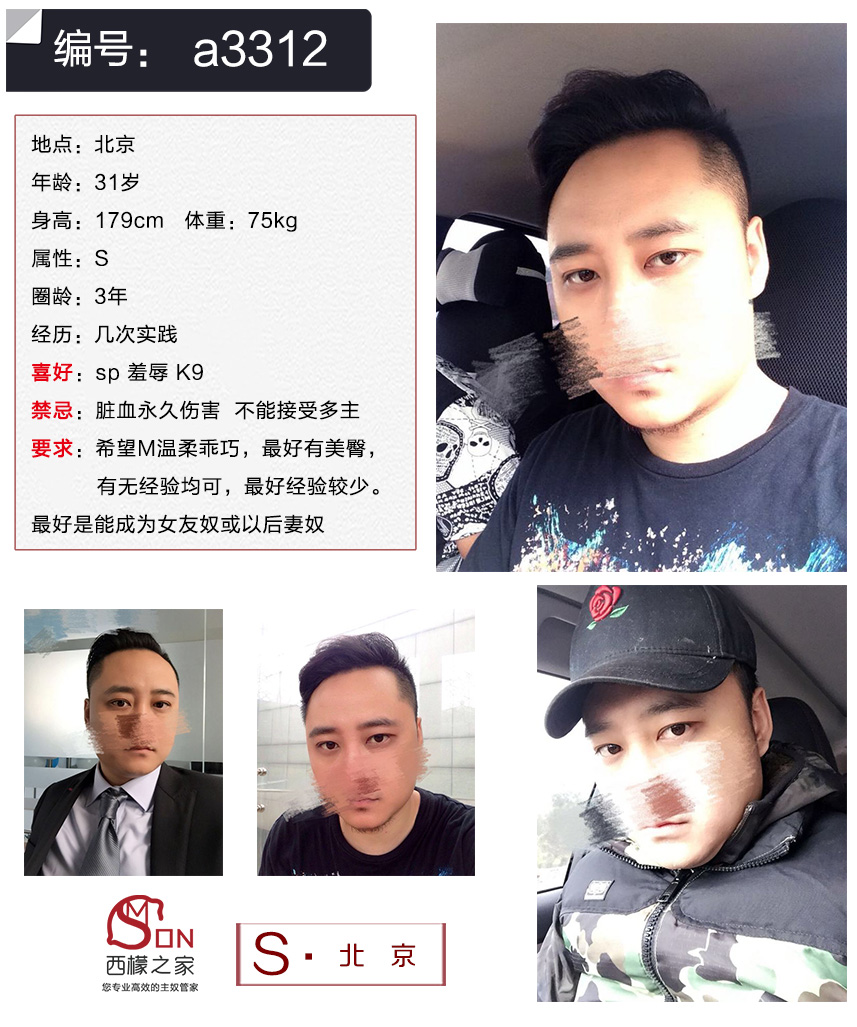 编号： a3312
地点：北京
年龄：31岁
身高：179cm 体重：75kg
属性：S
圈龄：3年
经历：几次实践
喜好：sp 羞辱 K9
禁忌：脏血永久伤害 不能接受多主
要求：希望M温柔乖巧，最好有美臀，
有无经验均可，最好经验较少。
最好是能成为女友奴或以后妻奴
SMON
西檬之家
您专业高效的主奴管家
S·北京